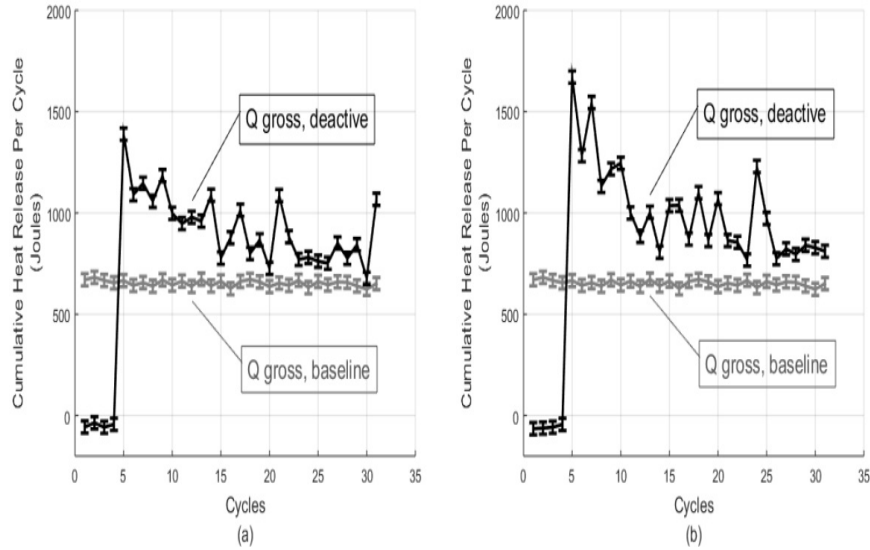 2000
1500
1000
500
0
Cumulative Heat Release Per Cycle
(Joules)
Q gross, deactive
Q gross, baseline
0 5 10 15 20 25 30 35
Cycles
(a)
2000
1500
1000
500
0
Cumulative Heat Release Per Cycle
(Joules)
Q gross, deactive
Q gross, baseline
0 5 10 15 20 25 30 35
Cycles
(b)